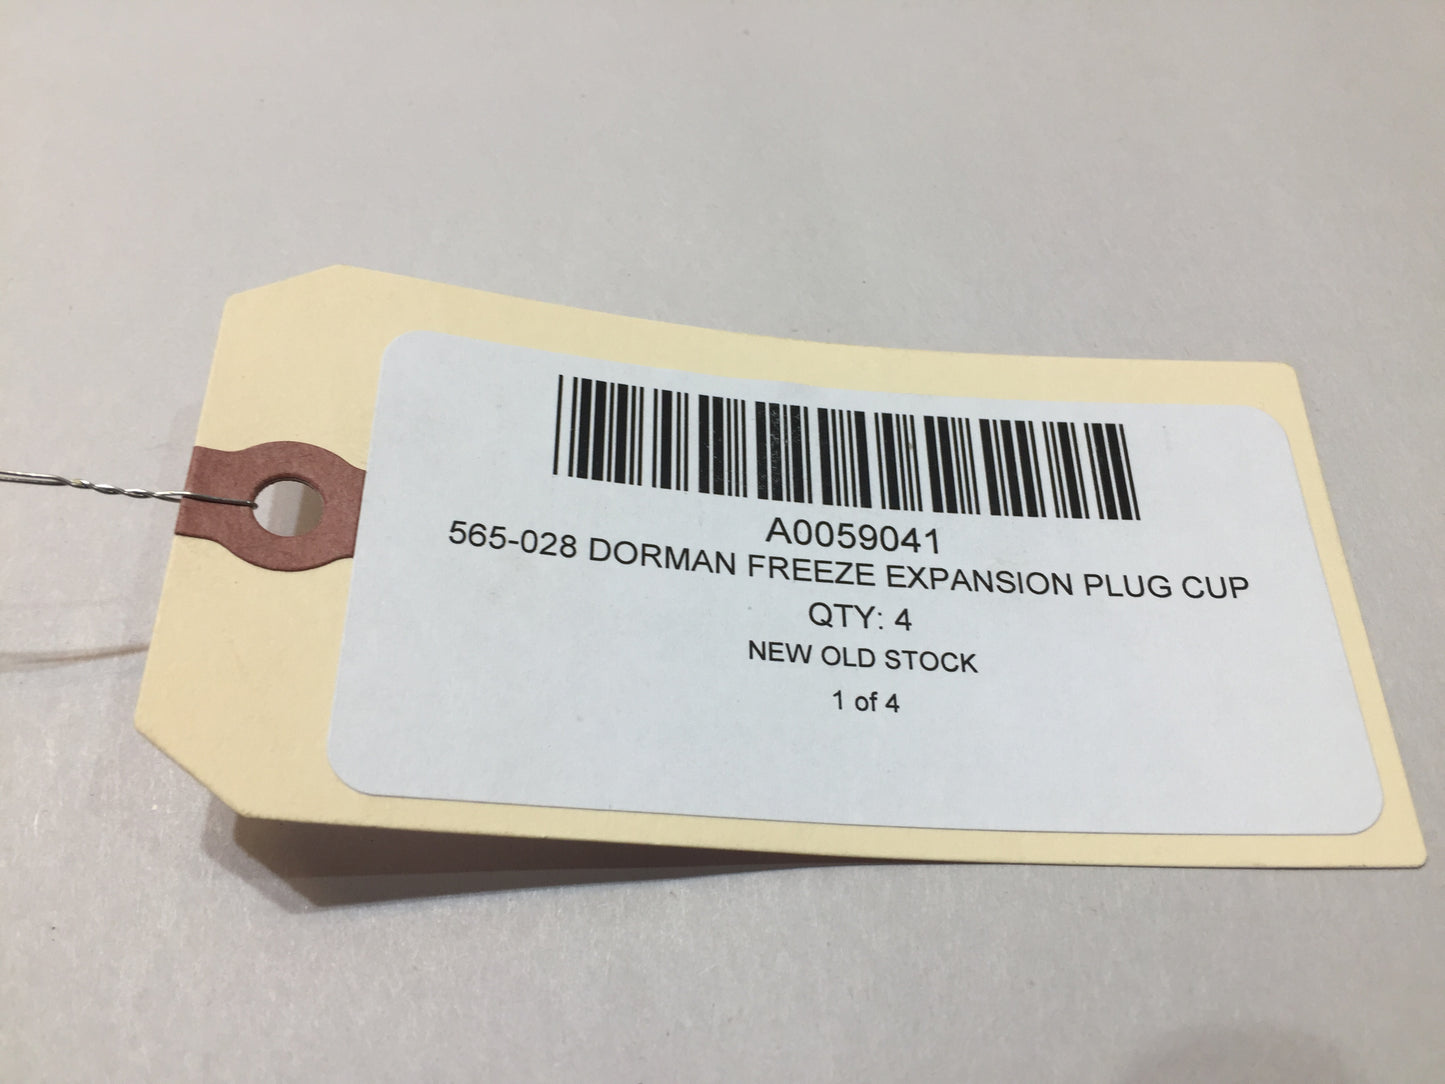 A0059041
565-028 DORMAN FREEZE EXPANSION PLUG CUP
QTY: 4
NEW OLD STOCK
1 of 4